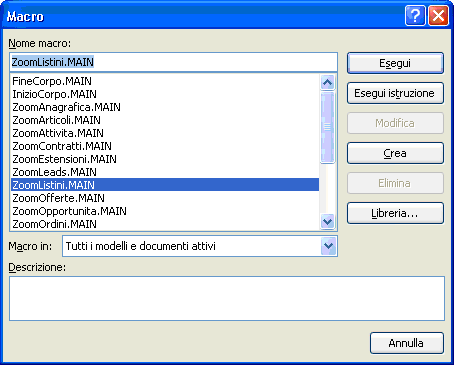 Macro
Nome macro:
ZoomListini.MAIN
Esegui
FineCorpo.MAIN
InizioCorpo.MAIN
ZoomAnagrafica.MAIN
ZoomArticoli.MAIN
ZoomAttivita.MAIN
ZoomContratti.MAIN
ZoomEstensioni.MAIN
ZoomLeads.MAIN
ZoomListini.MAIN
ZoomOfferte.MAIN
ZoomOpportunita.MAIN
ZoomOrdini.MAIN
Esegui istruzione
Modifica
Crea
Elimina
Libreria...
Macro in:
Tutti i modelli e documenti attivi
Descrizione:
Annulla